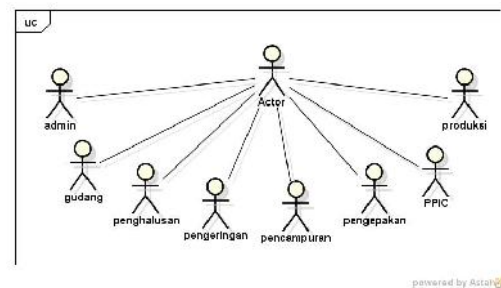 uc
Actor
admin
produksi
gudang
penghalusan
pengeringan
pencampuran
pengepakan
PPIC
powered by Astah